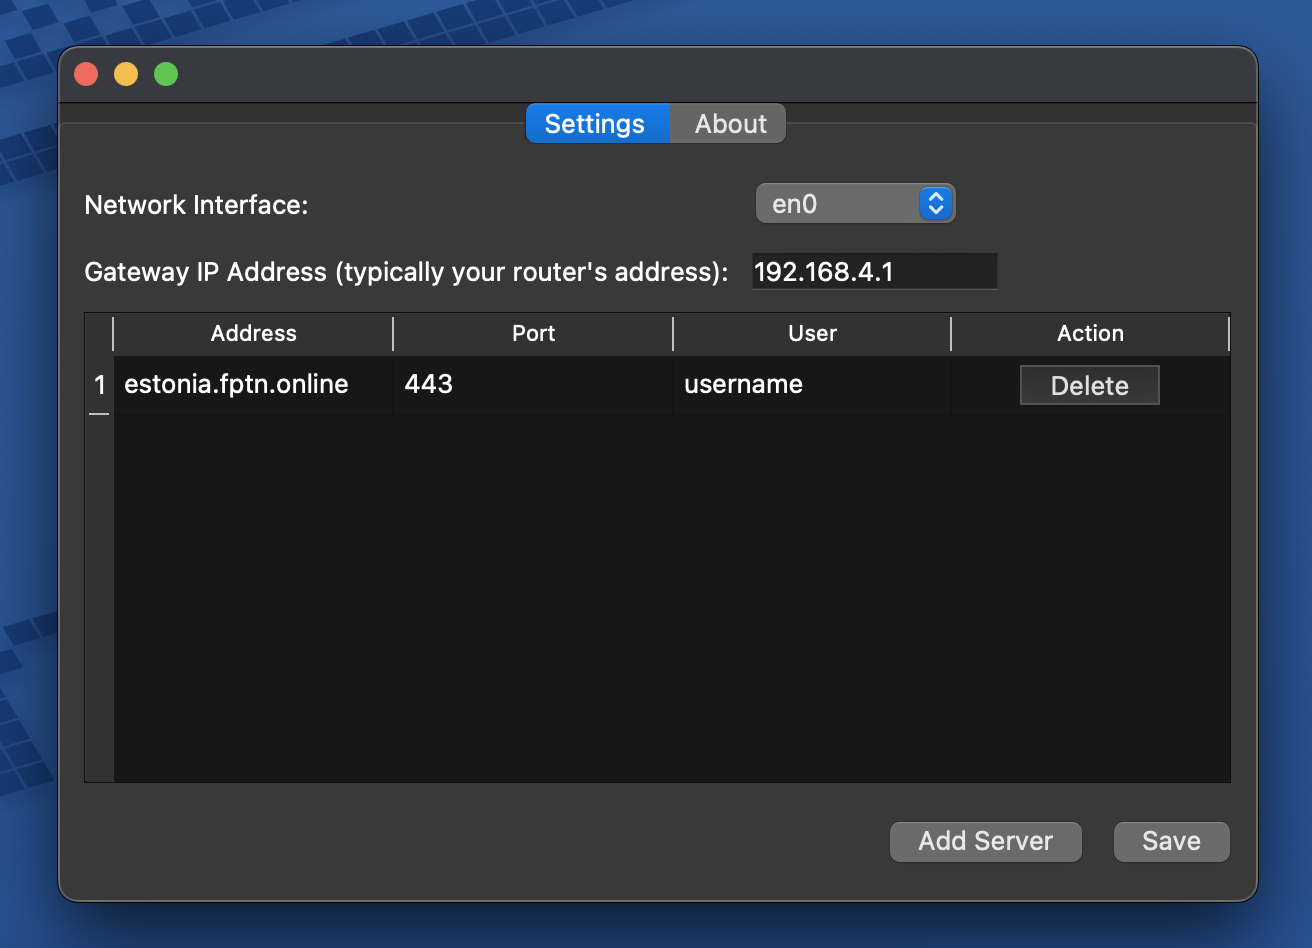 Settings About
Network Interface: en0
Gateway IP Address (typically your router's address): 192.168.4.1
Address Port User Action
1 estonia.fptn.online 443 username Delete
Add Server Save